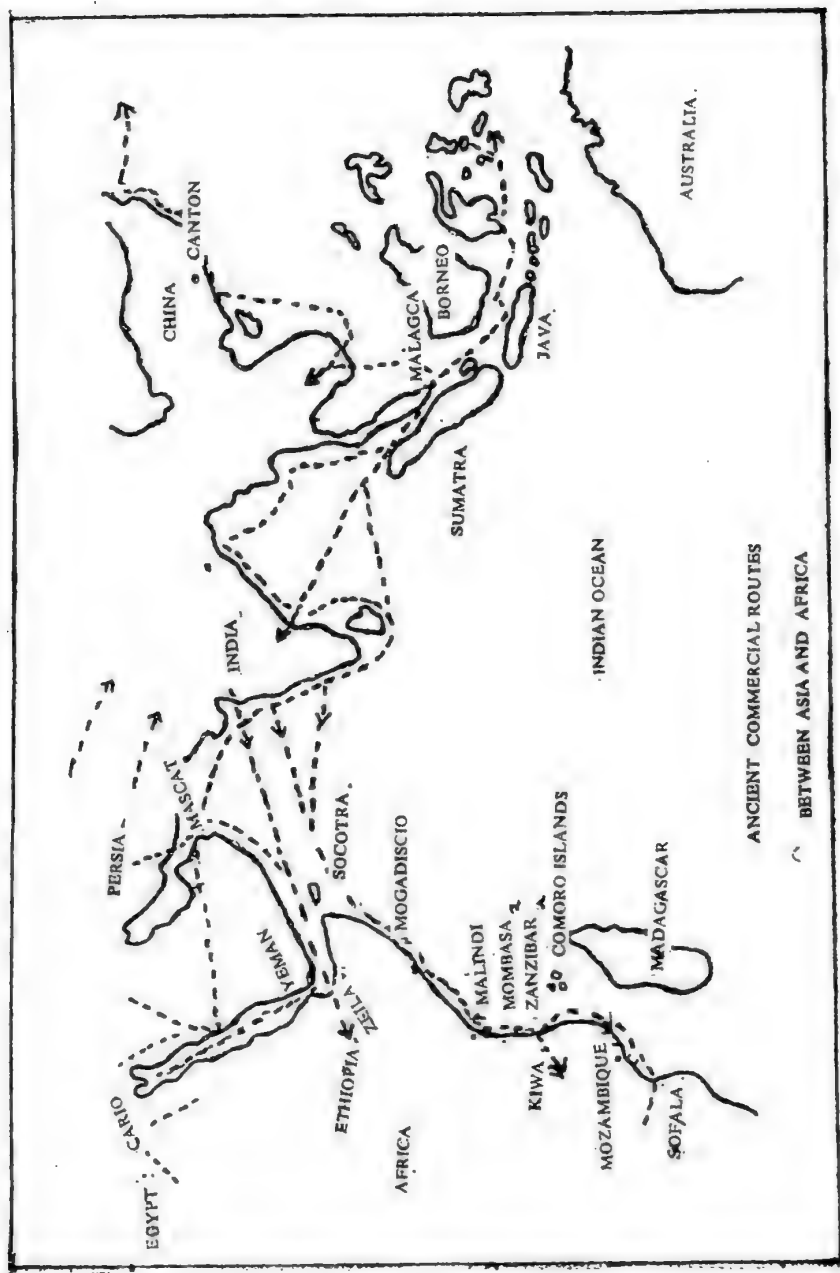 EGYPT
CARIO
PERSIA
MASCAT
INDIA
CHINA
CANTON
YEMAN
ETHIOPIA
ZEILA
SOCOTRA
MOGADISCIO
AFRICA
MALINDI
MOMBASA
ZANZIBAR
KIWA
COMORO ISLANDS
MOZAMBIQUE
SOFALA
MADAGASCAR
INDIAN OCEAN
SUMATRA
MALAGCA
BORNEO
JAVA
AUSTRALIA
ANCIENT COMMERCIAL ROUTES
BETWEEN ASIA AND AFRICA